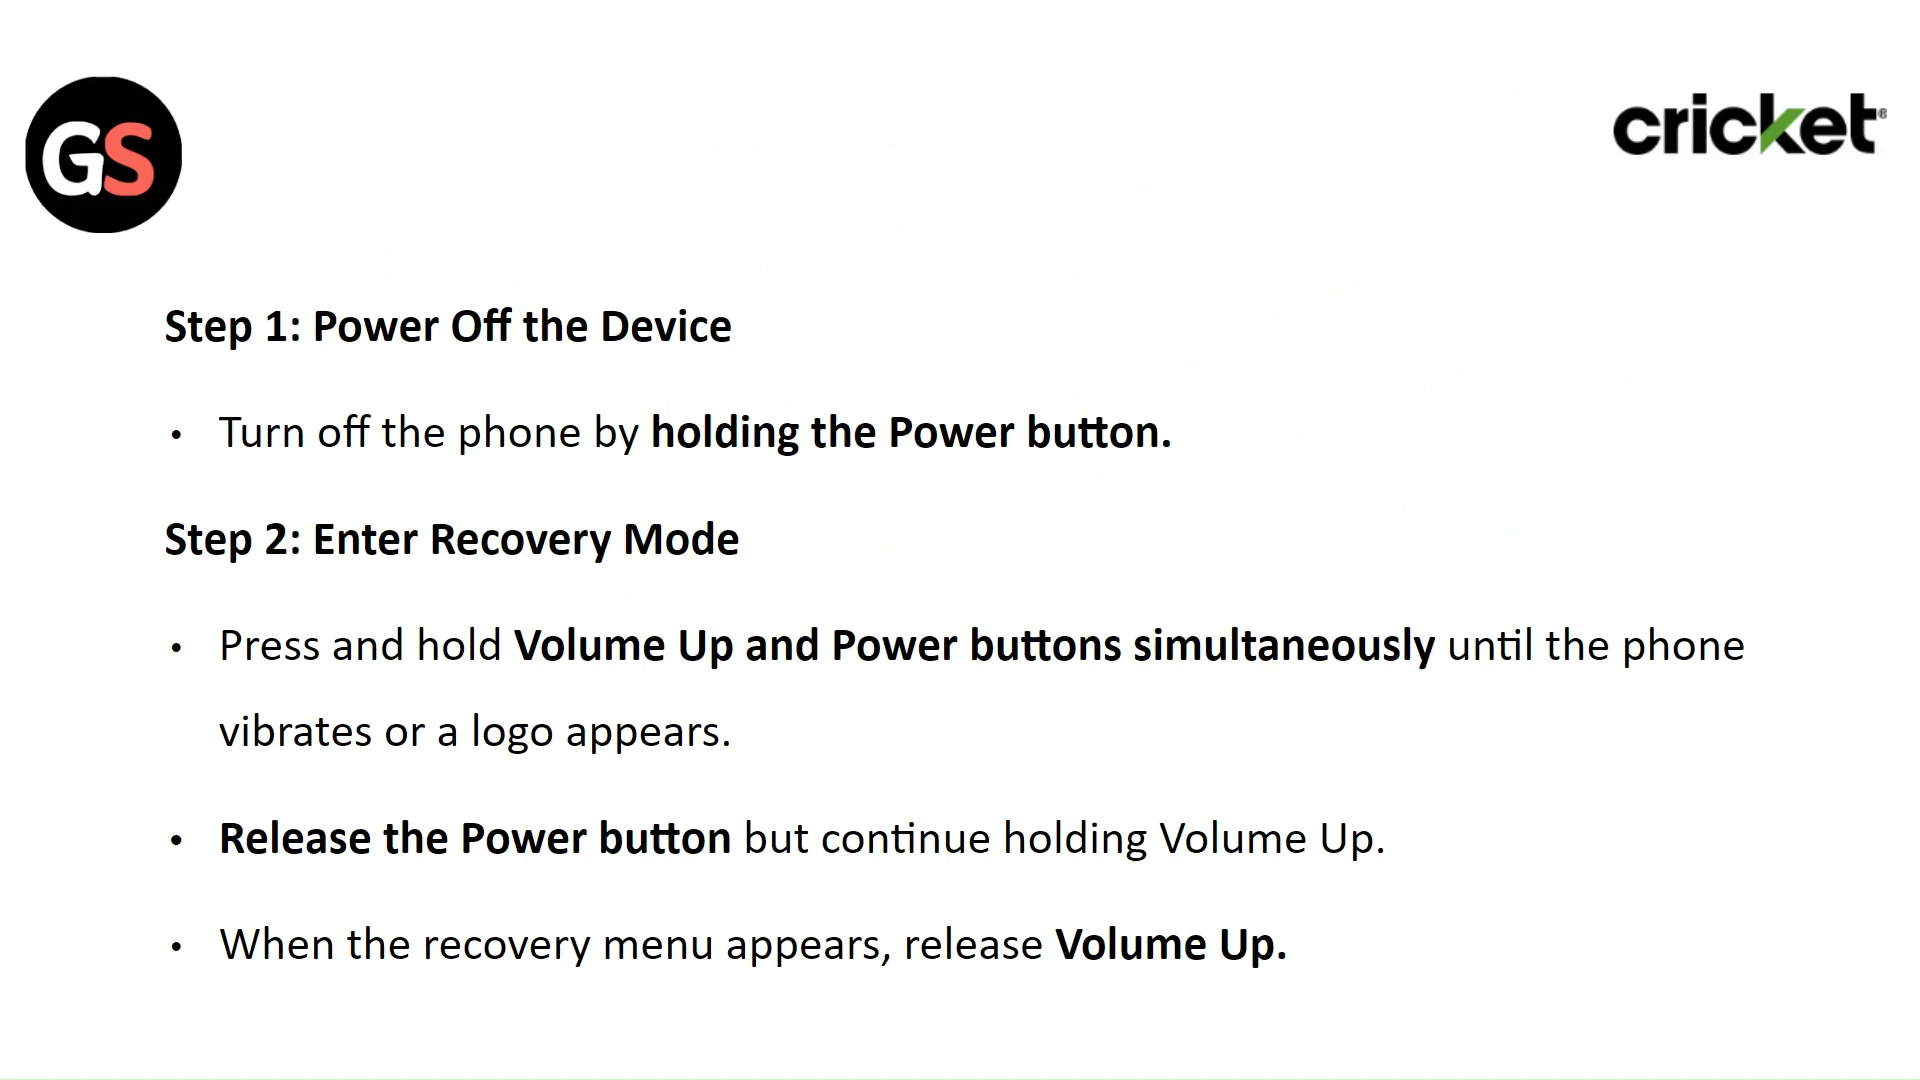 GS
cricket®
Step 1: Power Off the Device
• Turn off the phone by holding the Power button.
Step 2: Enter Recovery Mode
• Press and hold Volume Up and Power buttons simultaneously until the phone
vibrates or a logo appears.
• Release the Power button but continue holding Volume Up.
• When the recovery menu appears, release Volume Up.